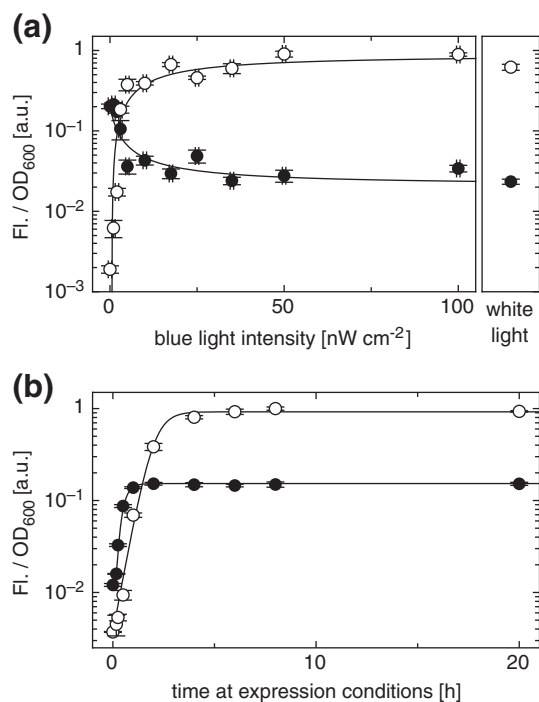 (a)
Fl. / OD600 [a.u.]
1
10−1
10−2
10−3
0 50 100
blue light intensity [nW cm-2]
white
light
(b)
Fl. / OD600 [a.u.]
1
10−1
10−2
0 10 20
time at expression conditions [h]